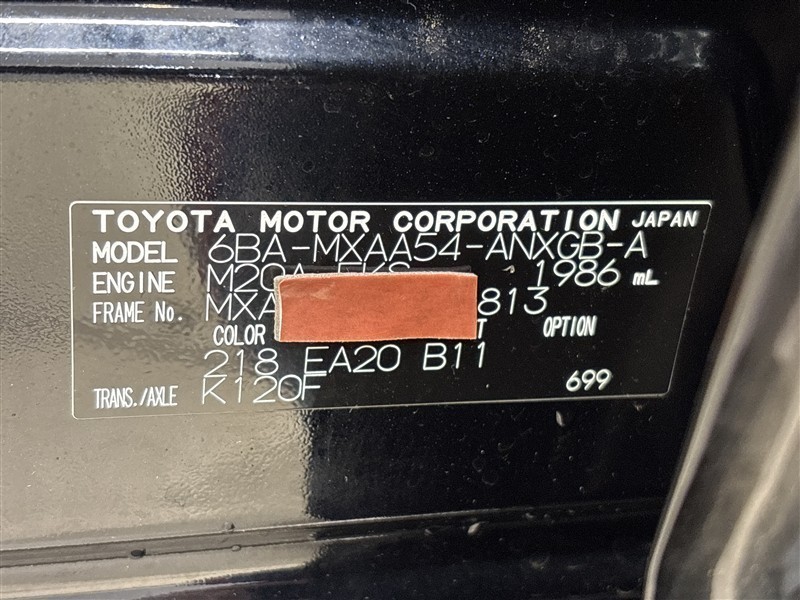 TOYOTA MOTOR CORPORATION JAPAN
MODEL 6BA-MXAA54-ANXGB-A
ENGINE 1986 mL
FRAME No. MXA 813
COLOR OPTION
218 EA20 B11
TRANS./AXLE K120F 699